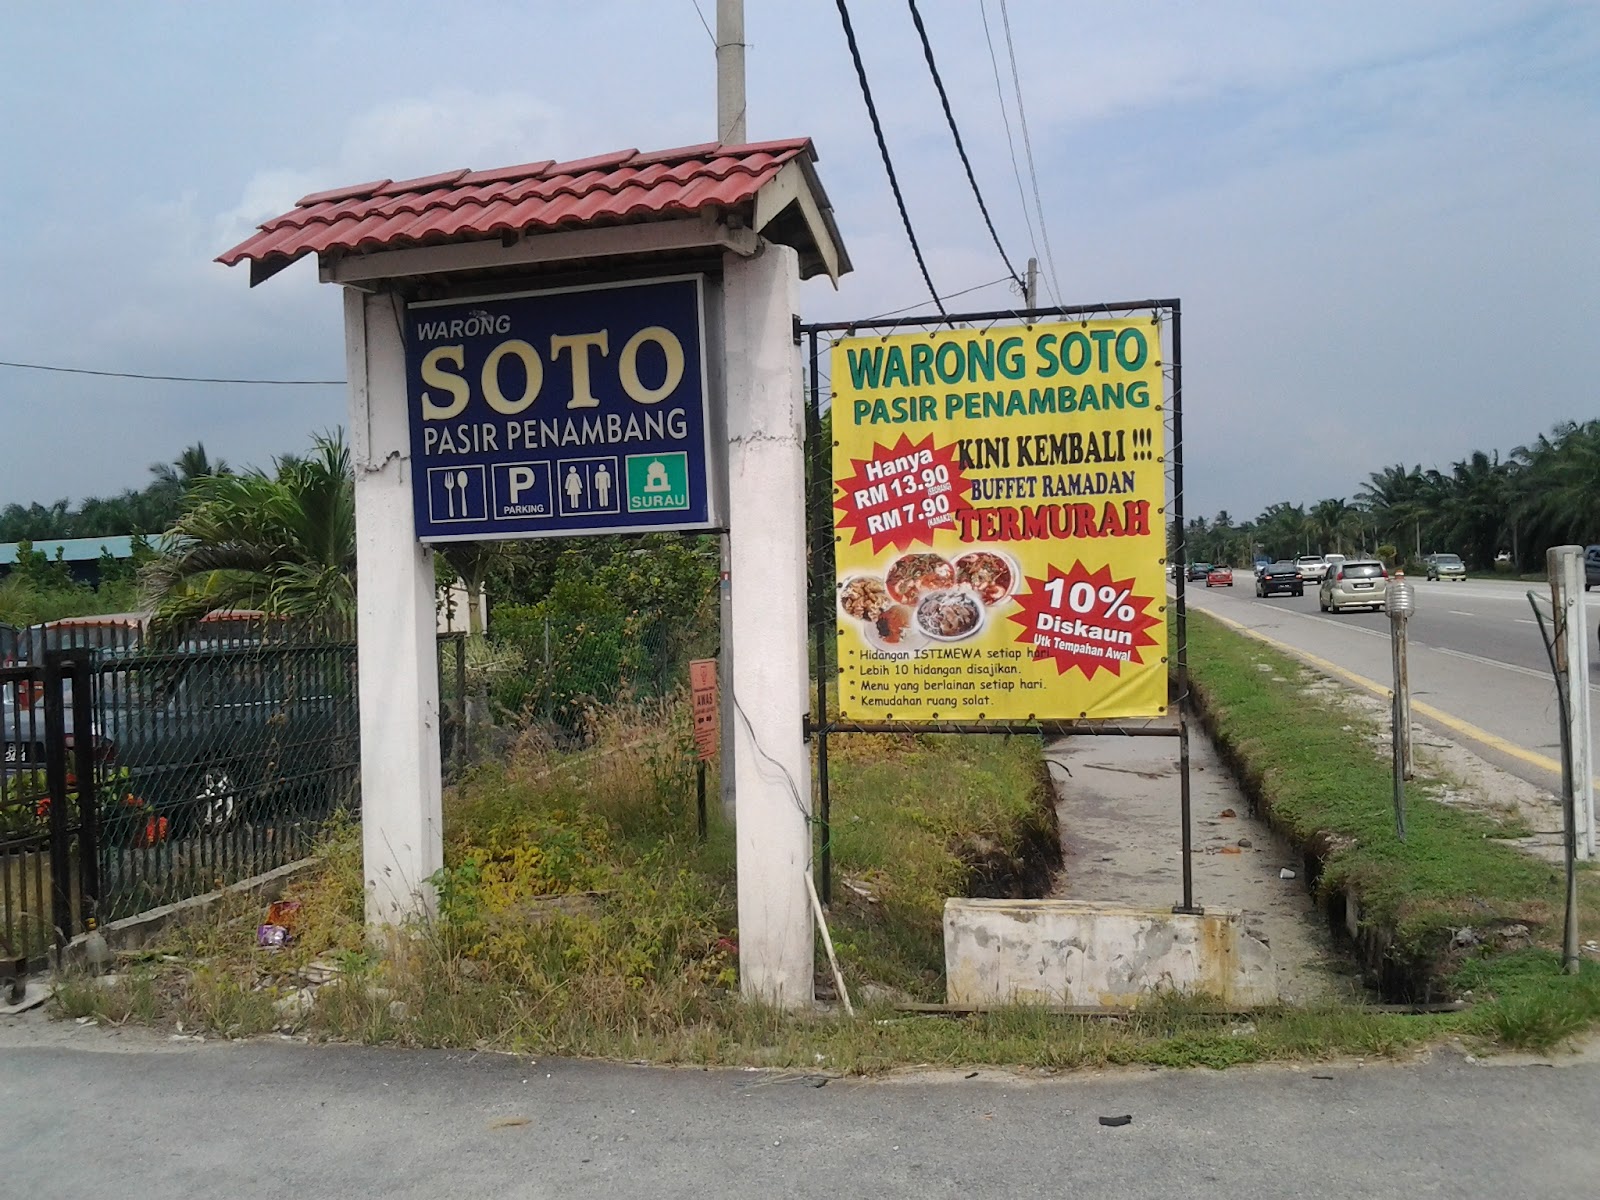 WARONG
SOTO
PASIR PENAMBANG
P
PARKING
SURAU
WARONG SOTO
PASIR PENAMBANG
KINI KEMBALI !!!
BUFFET RAMADAN
TERMURAH
Hanya
RM 13.90
RM 7.90
10%
Diskaun
Utk Tempahan Awal
* Hidangan ISTIMEWA setiap hari.
* Lebih 10 hidangan disajikan.
* Menu yang berlainan setiap hari.
* Kemudahan ruang solat.
AWAS